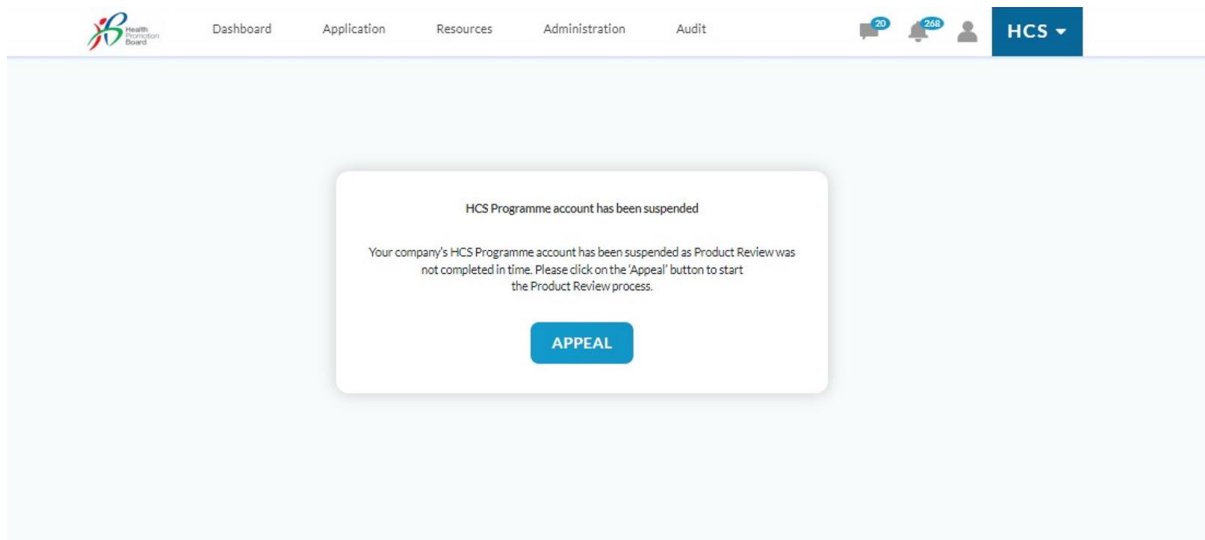 Health
Promotion
Board
Dashboard
Application
Resources
Administration
Audit
20
268
HCS
HCS Programme account has been suspended
Your company's HCS Programme account has been suspended as Product Review was
not completed in time. Please click on the 'Appeal' button to start
the Product Review process.
APPEAL